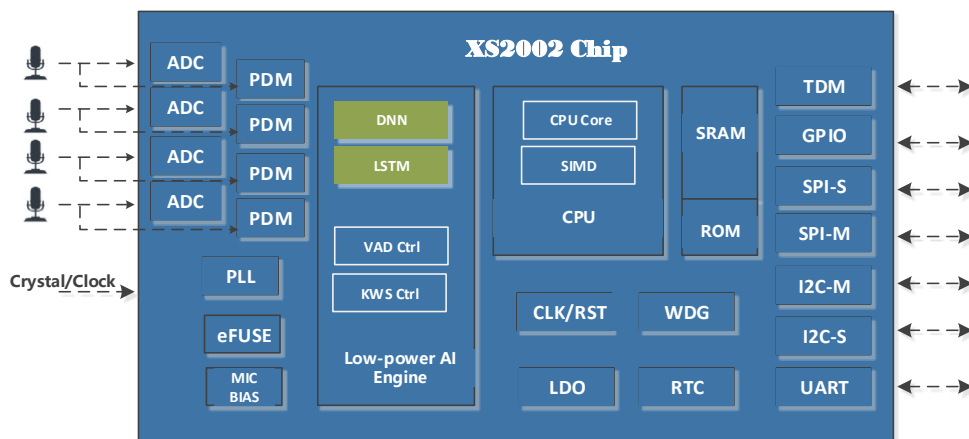 XS2002 Chip
ADC
PDM
ADC
PDM
ADC
PDM
ADC
PDM
Crystal/Clock
PLL
eFUSE
MIC
BIAS
DNN
LSTM
VAD Ctrl
KWS Ctrl
Low-power AI
Engine
CPU Core
SIMD
CPU
SRAM
ROM
CLK/RST
WDG
LDO
RTC
TDM
GPIO
SPI-S
SPI-M
I2C-M
I2C-S
UART